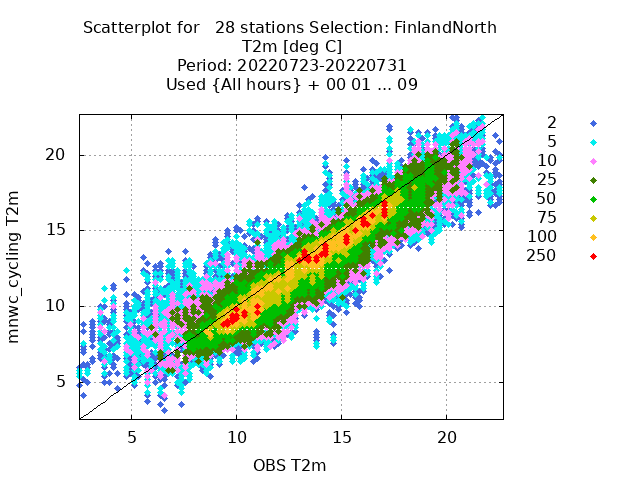 Scatterplot for   28 stations Selection: FinlandNorth
T2m [deg C]
Period: 20220723-20220731
Used {All hours} + 00 01 ... 09
mnwc_cycling T2m
20
15
10
5
5
10
15
20
OBS T2m
2
5
10
25
50
75
100
250